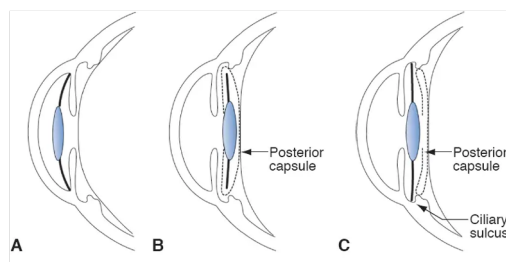 Posterior
capsule
Posterior
capsule
Ciliary
sulcus
A
B
C